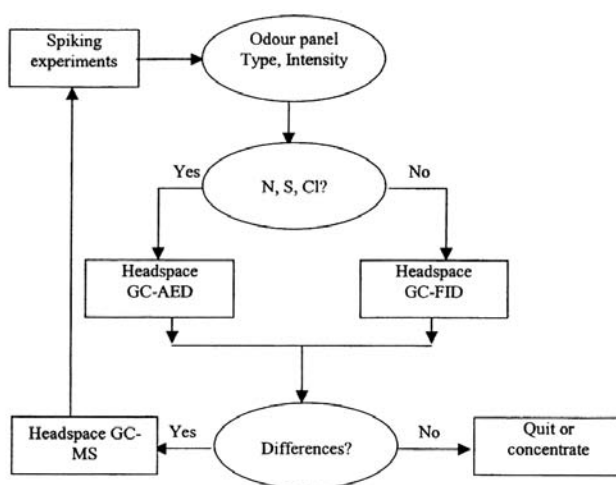 Spiking
experiments
Odour panel
Type, Intensity
Yes
N, S, Cl?
No
Headspace
GC-AED
Headspace
GC-FID
Headspace GC-
MS
Yes
Differences?
No
Quit or
concentrate